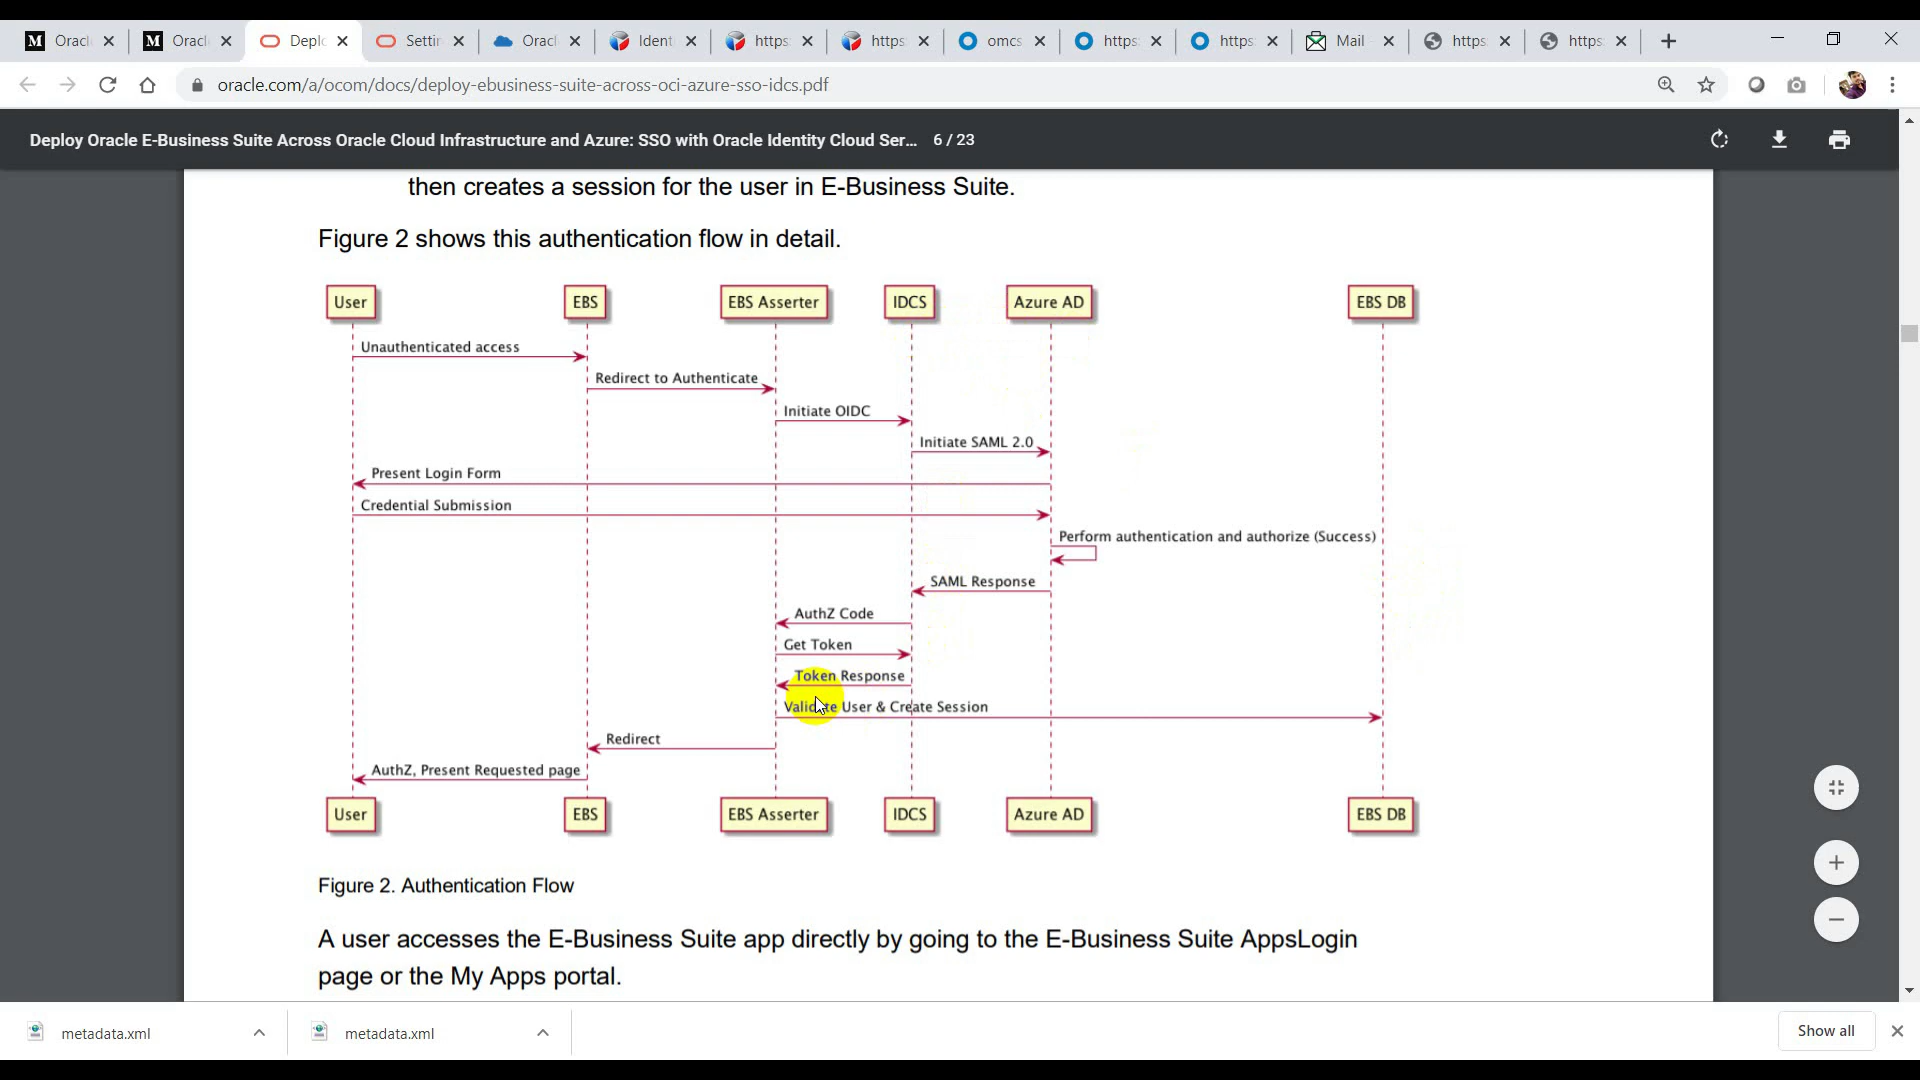 Oracl
Oracl
Deplo
Settin
Oracl
Identi
https:
https:
omcs
https:
https:
Mail
https:
https:
oracle.com/a/ocom/docs/deploy-ebusiness-suite-across-oci-azure-sso-idcs.pdf
Deploy Oracle E-Business Suite Across Oracle Cloud Infrastructure and Azure: SSO with Oracle Identity Cloud Ser... 6 / 23
then creates a session for the user in E-Business Suite.
Figure 2 shows this authentication flow in detail.
User EBS EBS Asserter IDCS Azure AD EBS DB
Unauthenticated access
Redirect to Authenticate
Initiate OIDC
Initiate SAML 2.0
Present Login Form
Credential Submission
Perform authentication and authorize (Success)
SAML Response
AuthZ Code
Get Token
Token Response
Validate User & Create Session
Redirect
AuthZ, Present Requested page
User EBS EBS Asserter IDCS Azure AD EBS DB
Figure 2. Authentication Flow
A user accesses the E-Business Suite app directly by going to the E-Business Suite AppsLogin
page or the My Apps portal.
metadata.xml
metadata.xml
Show all